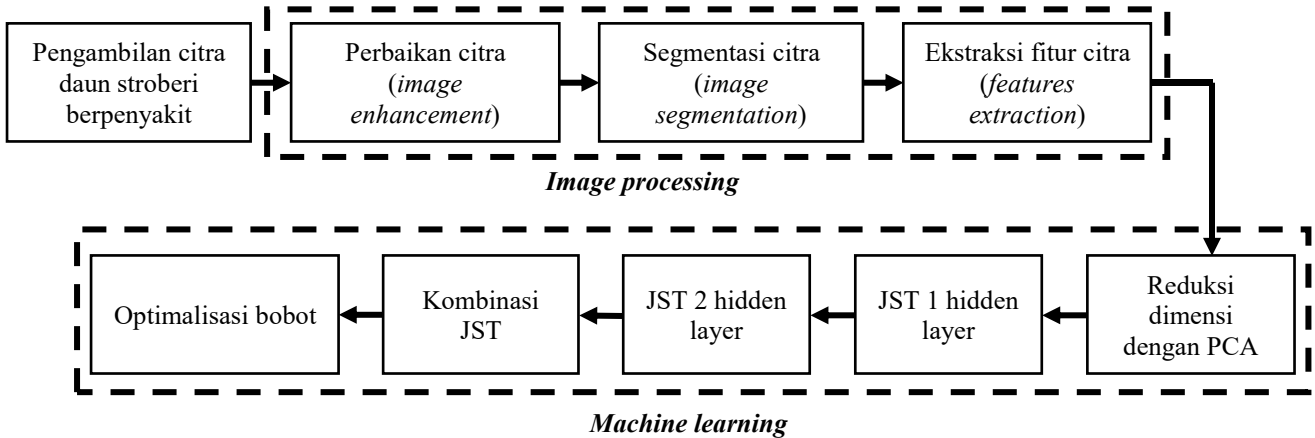 Pengambilan citra
daun stroberi
berpenyakit
Perbaikan citra
(image
enhancement)
Segmentasi citra
(image
segmentation)
Ekstraksi fitur citra
(features
extraction)
Image processing
Optimalisasi bobot
Kombinasi
JST
JST 2 hidden
layer
JST 1 hidden
layer
Reduksi
dimensi
dengan PCA
Machine learning